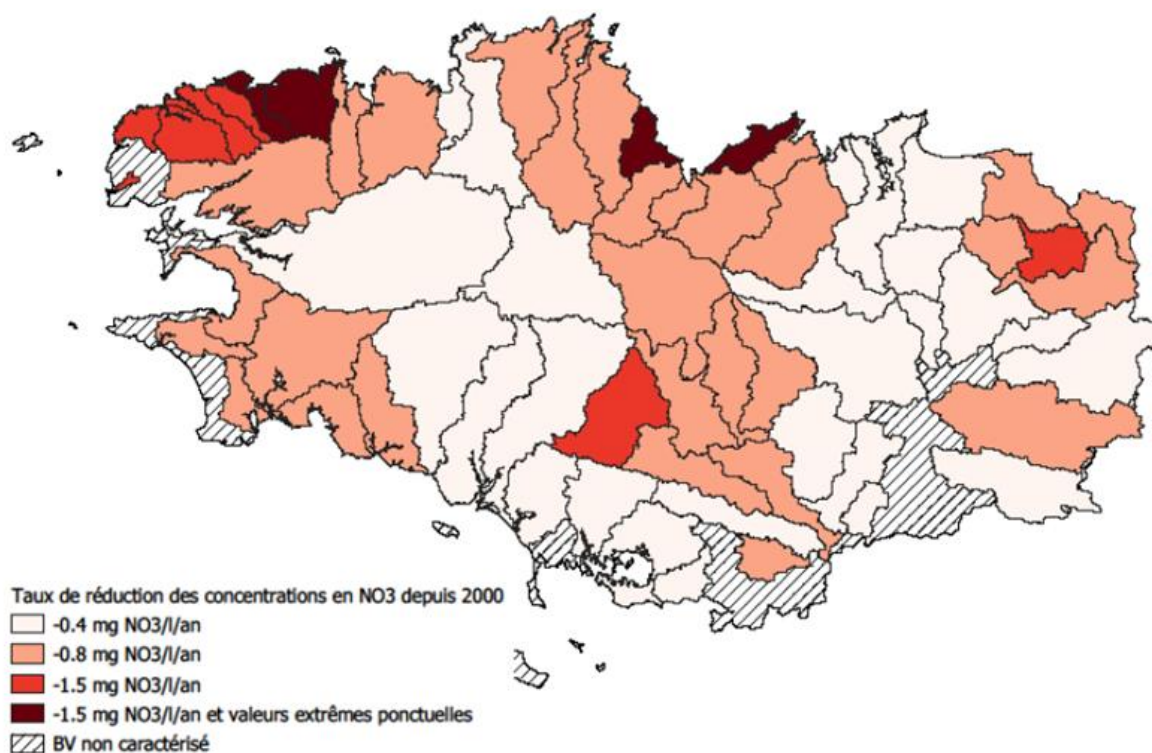 Taux de réduction des concentrations en NO3 depuis 2000
-0.4 mg NO3/l/an
-0.8 mg NO3/l/an
-1.5 mg NO3/l/an
-1.5 mg NO3/l/an et valeurs extrêmes ponctuelles
BV non caractérisé